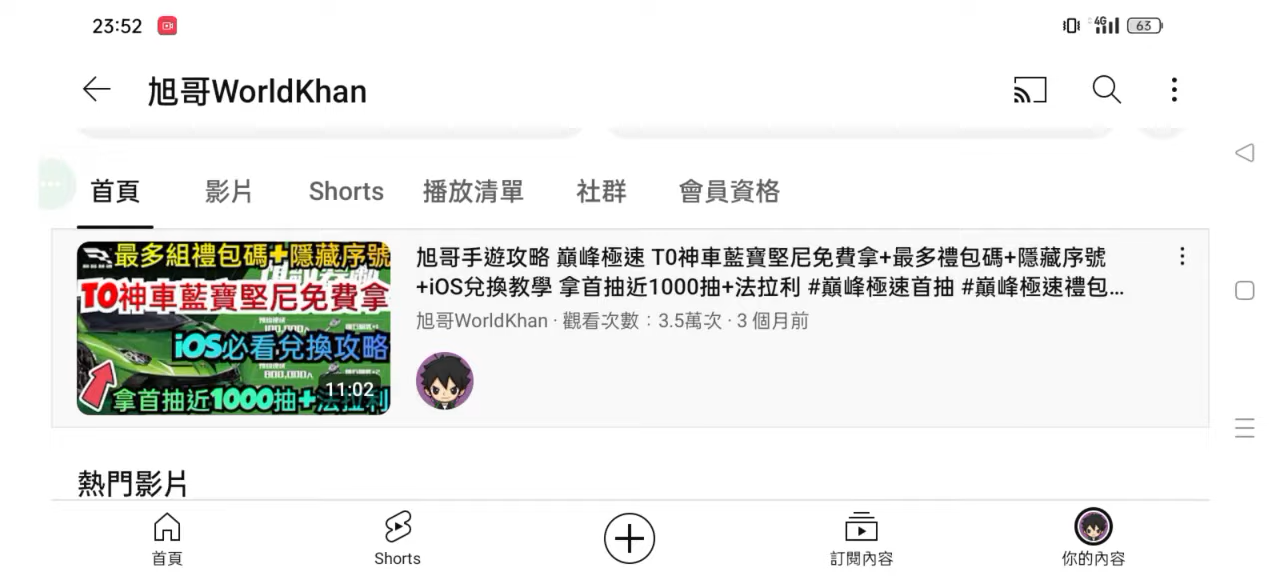 23:52
4G
63
旭哥WorldKhan
首頁
影片
Shorts
播放清單
社群
會員資格
最多組禮包碼+隱藏序號
T0神車藍寶堅尼免費拿
iOS必看兌換攻略
800,000人
拿首抽近1000抽+法拉利
11:02
旭哥手遊攻略 巔峰極速 T0神車藍寶堅尼免費拿+最多禮包碼+隱藏序號
+iOS兌換教學 拿首抽近1000抽+法拉利 #巔峰極速首抽 #巔峰極速禮包...
旭哥WorldKhan · 觀看次數：3.5萬次 · 3 個月前
熱門影片
首頁
Shorts
訂閱內容
你的內容